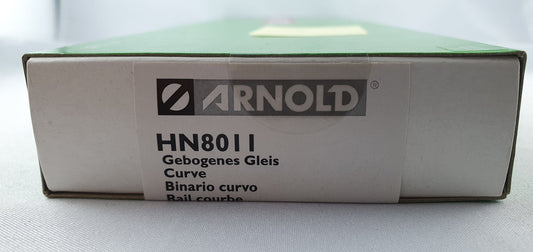 ARNOLD®
HN8011
Gebogenes Gleis
Curve
Binario curvo
Rail courbe